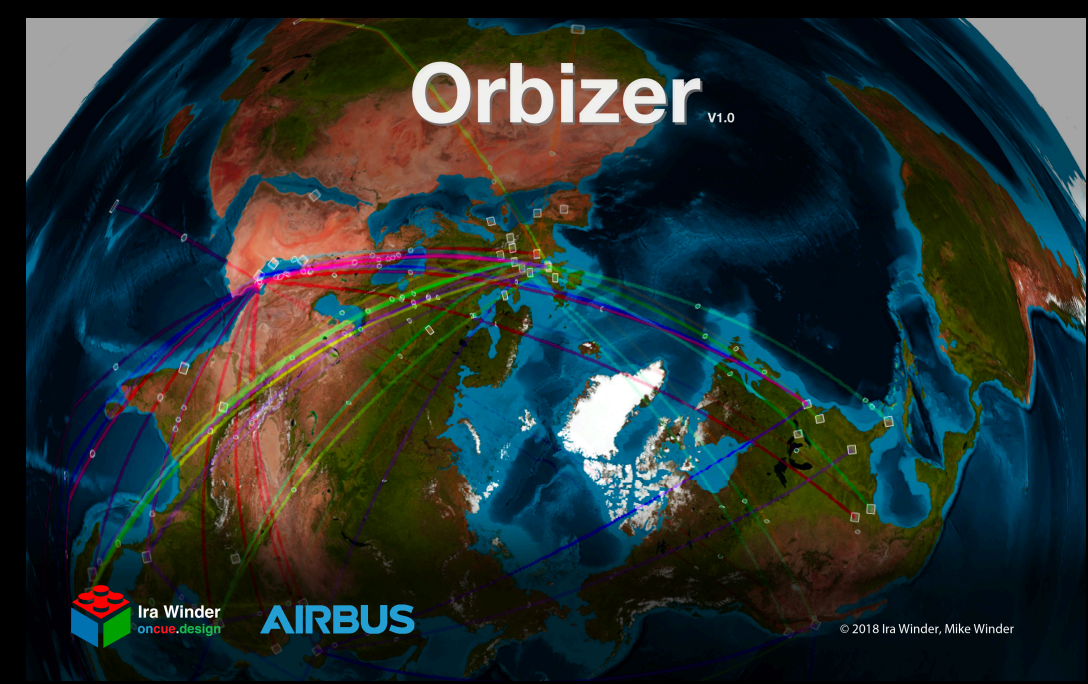 Orbizer
V1.0
Ira Winder
oncue.design
AIRBUS
© 2018 Ira Winder, Mike Winder